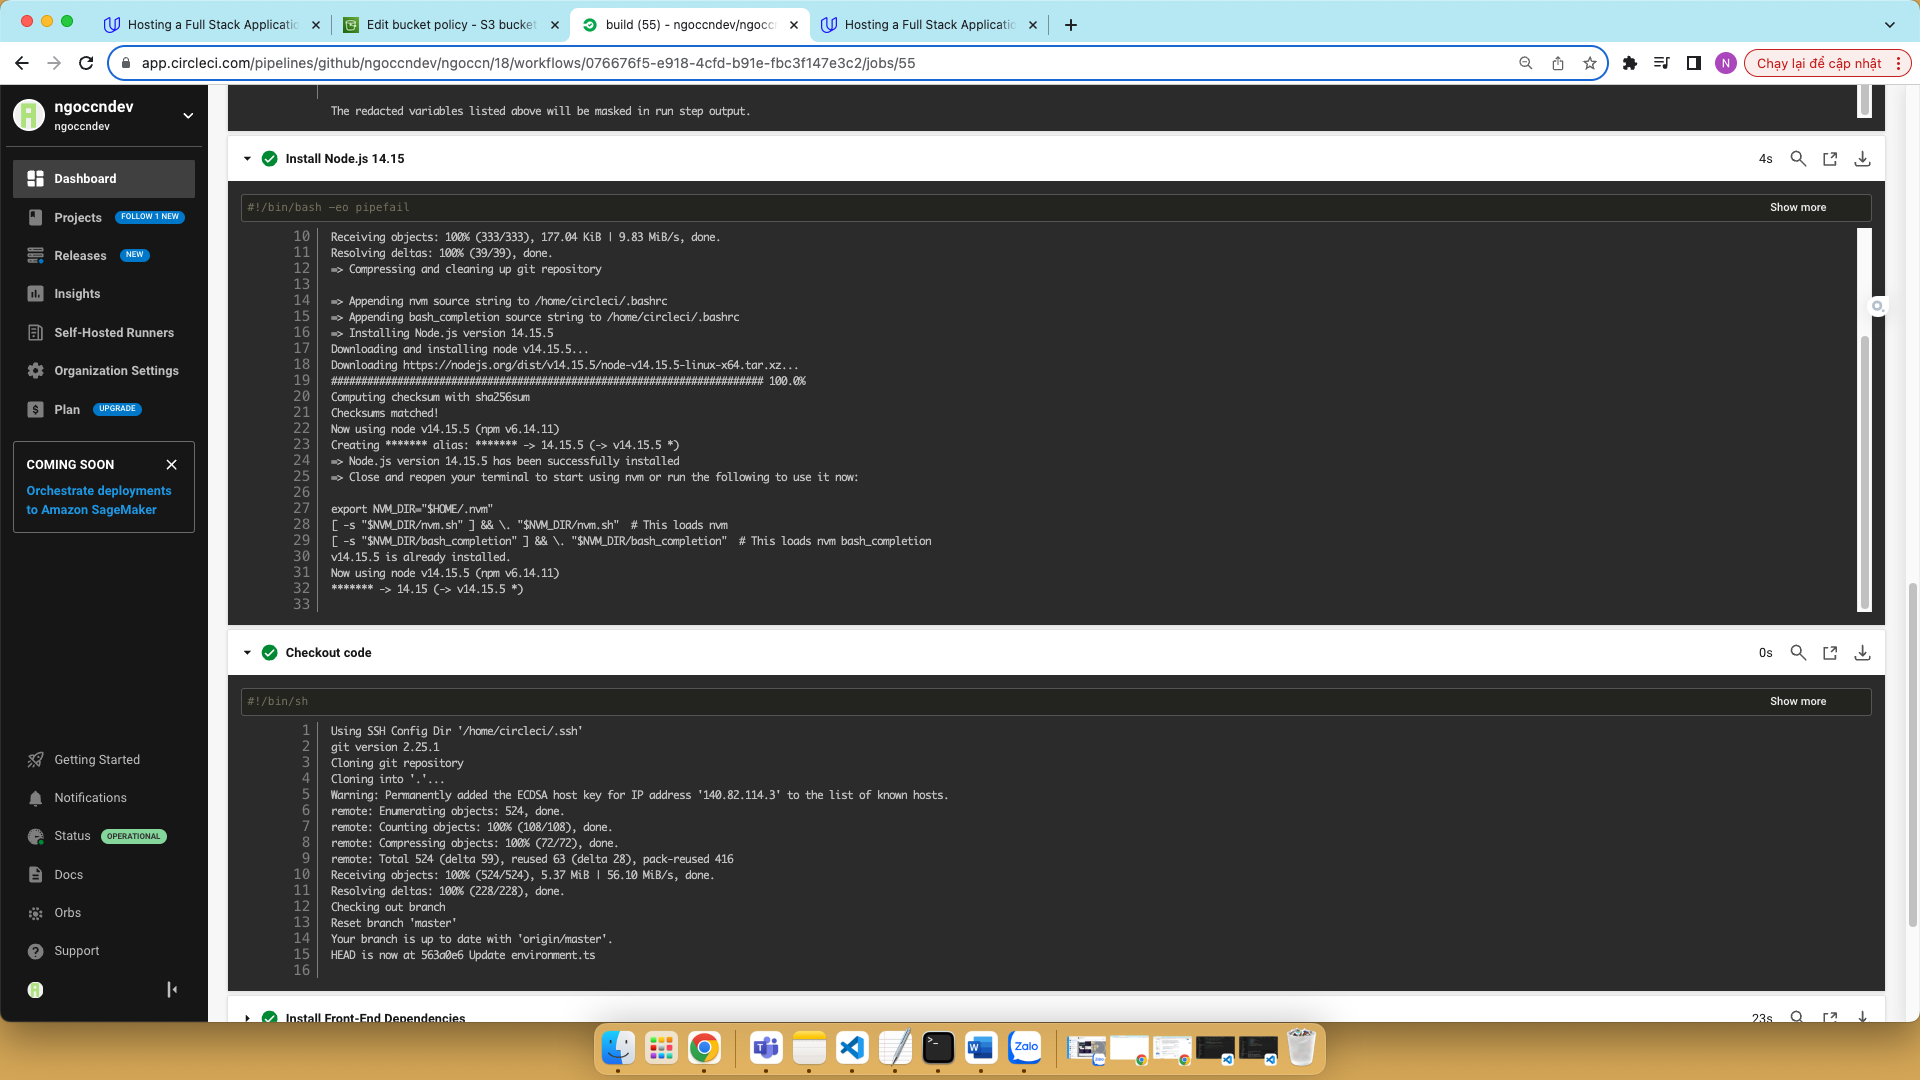 Hosting a Full Stack Applicatio
Edit bucket policy - S3 bucket
build (55) - ngoccndev/ngoccn
Hosting a Full Stack Applicatio
app.circleci.com/pipelines/github/ngoccndev/ngoccn/18/workflows/076676f5-e918-4cfd-b91e-fbc3f147e3c2/jobs/55
N
Chạy lại để cập nhật
ngoccndev
ngoccndev
Dashboard
Projects
FOLLOW 1 NEW
Releases
NEW
Insights
Self-Hosted Runners
Organization Settings
Plan
UPGRADE
COMING SOON
Orchestrate deployments
to Amazon SageMaker
Getting Started
Notifications
Status
OPERATIONAL
Docs
Orbs
Support
The redacted variables listed above will be masked in run step output.
Install Node.js 14.15
4s
#!/bin/bash -eo pipefail
Show more
10 Receiving objects: 100% (333/333), 177.04 KiB | 9.83 MiB/s, done.
11 Resolving deltas: 100% (39/39), done.
12 => Compressing and cleaning up git repository
13
14 => Appending nvm source string to /home/circleci/.bashrc
15 => Appending bash_completion source string to /home/circleci/.bashrc
16 => Installing Node.js version 14.15.5
17 Downloading and installing node v14.15.5...
18 Downloading https://nodejs.org/dist/v14.15.5/node-v14.15.5-linux-x64.tar.xz...
19 ######################################################################## 100.0%
20 Computing checksum with sha256sum
21 Checksums matched!
22 Now using node v14.15.5 (npm v6.14.11)
23 Creating ******* alias: ******* -> 14.15.5 (-> v14.15.5 *)
24 => Node.js version 14.15.5 has been successfully installed
25 => Close and reopen your terminal to start using nvm or run the following to use it now:
26
27 export NVM_DIR="$HOME/.nvm"
28 [ -s "$NVM_DIR/nvm.sh" ] && \. "$NVM_DIR/nvm.sh"  # This loads nvm
29 [ -s "$NVM_DIR/bash_completion" ] && \. "$NVM_DIR/bash_completion"  # This loads nvm bash_completion
30 v14.15.5 is already installed.
31 Now using node v14.15.5 (npm v6.14.11)
32 ******* -> 14.15 (-> v14.15.5 *)
33
Checkout code
0s
#!/bin/sh
Show more
1 Using SSH Config Dir '/home/circleci/.ssh'
2 git version 2.25.1
3 Cloning git repository
4 Cloning into '.'...
5 Warning: Permanently added the ECDSA host key for IP address '140.82.114.3' to the list of known hosts.
6 remote: Enumerating objects: 524, done.
7 remote: Counting objects: 100% (108/108), done.
8 remote: Compressing objects: 100% (72/72), done.
9 remote: Total 524 (delta 59), reused 63 (delta 28), pack-reused 416
10 Receiving objects: 100% (524/524), 5.37 MiB | 56.10 MiB/s, done.
11 Resolving deltas: 100% (228/228), done.
12 Checking out branch
13 Reset branch 'master'
14 Your branch is up to date with 'origin/master'.
15 HEAD is now at 563a0e6 Update environment.ts
16
Install Front-End Dependencies
23s
Zalo